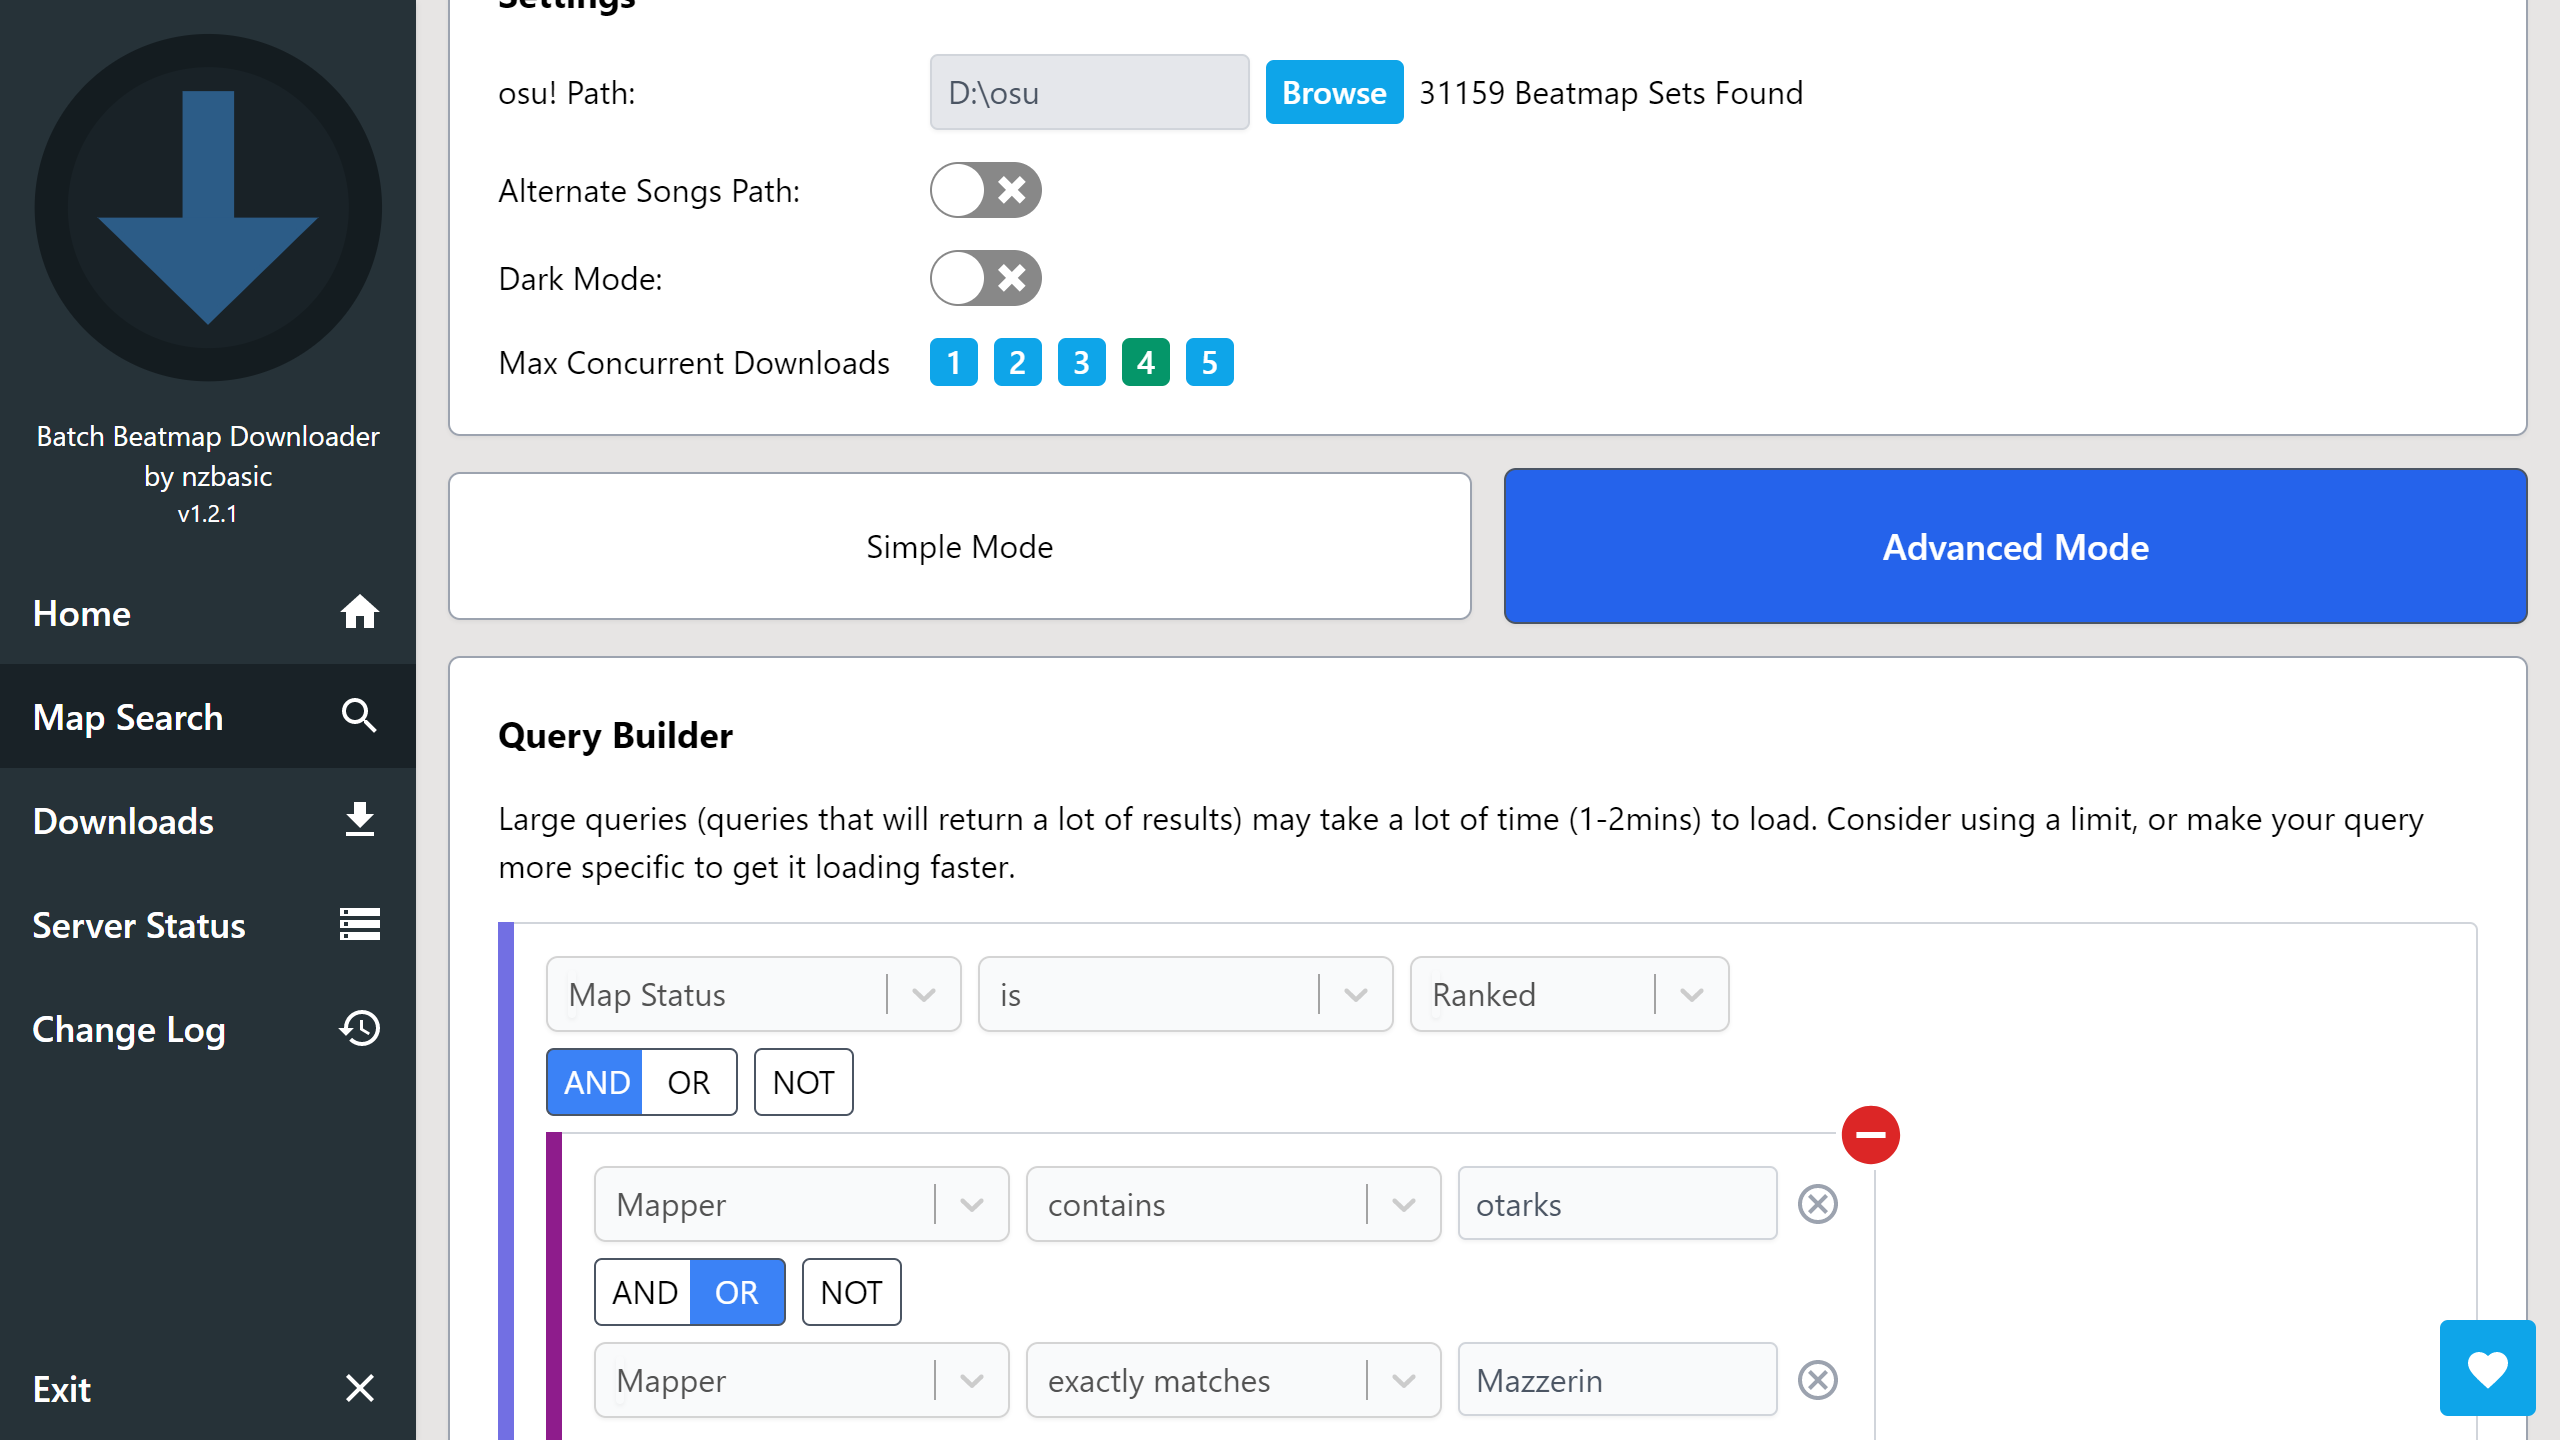 Batch Beatmap Downloader
by nzbasic
v1.2.1
Home
Map Search
Downloads
Server Status
Change Log
Exit
Settings
osu! Path:
D:\osu
Browse
31159 Beatmap Sets Found
Alternate Songs Path:
Dark Mode:
Max Concurrent Downloads
1 2 3 4 5
Simple Mode
Advanced Mode
Query Builder
Large queries (queries that will return a lot of results) may take a lot of time (1-2mins) to load. Consider using a limit, or make your query
more specific to get it loading faster.
Map Status
is
Ranked
AND OR NOT
Mapper
contains
otarks
AND OR NOT
Mapper
exactly matches
Mazzerin